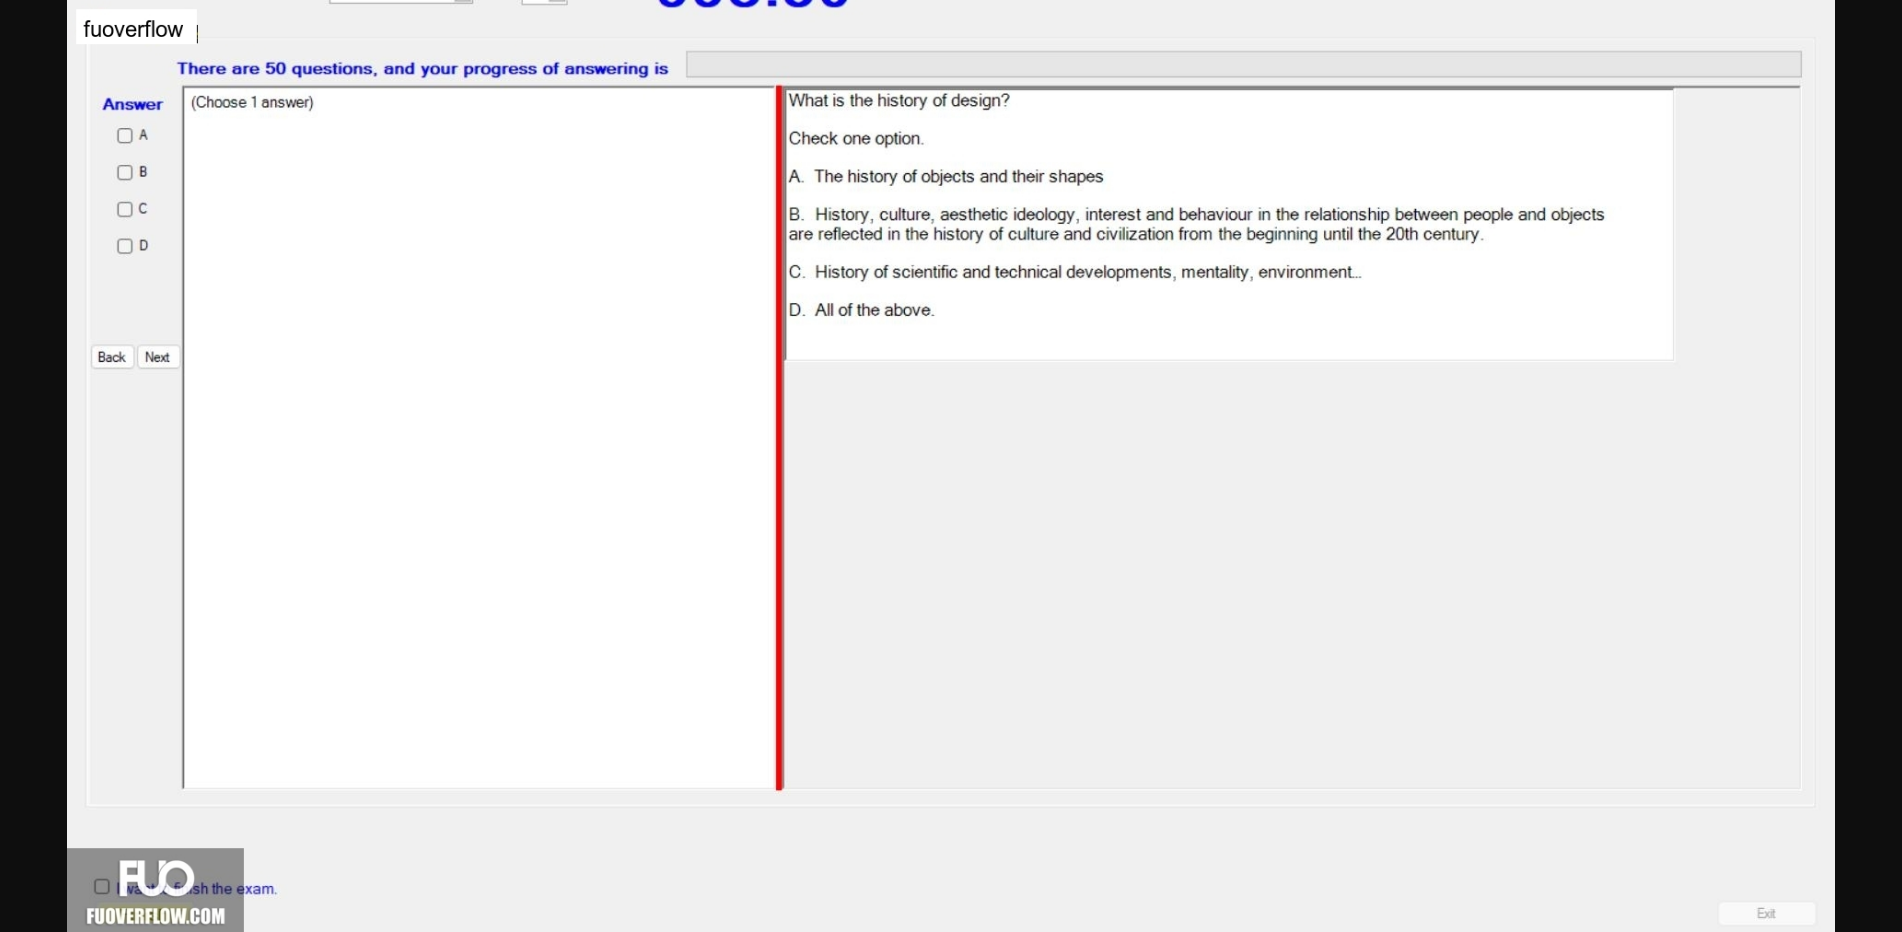 fuoverflow
There are 50 questions, and your progress of answering is
Answer
(Choose 1 answer)
A
B
C
D
Back
Next
What is the history of design?
Check one option.
A. The history of objects and their shapes
B. History, culture, aesthetic ideology, interest and behaviour in the relationship between people and objects
are reflected in the history of culture and civilization from the beginning until the 20th century.
C. History of scientific and technical developments, mentality, environment...
D. All of the above.
FUO
sh the exam.
FUOVERFLOW.COM
Exit